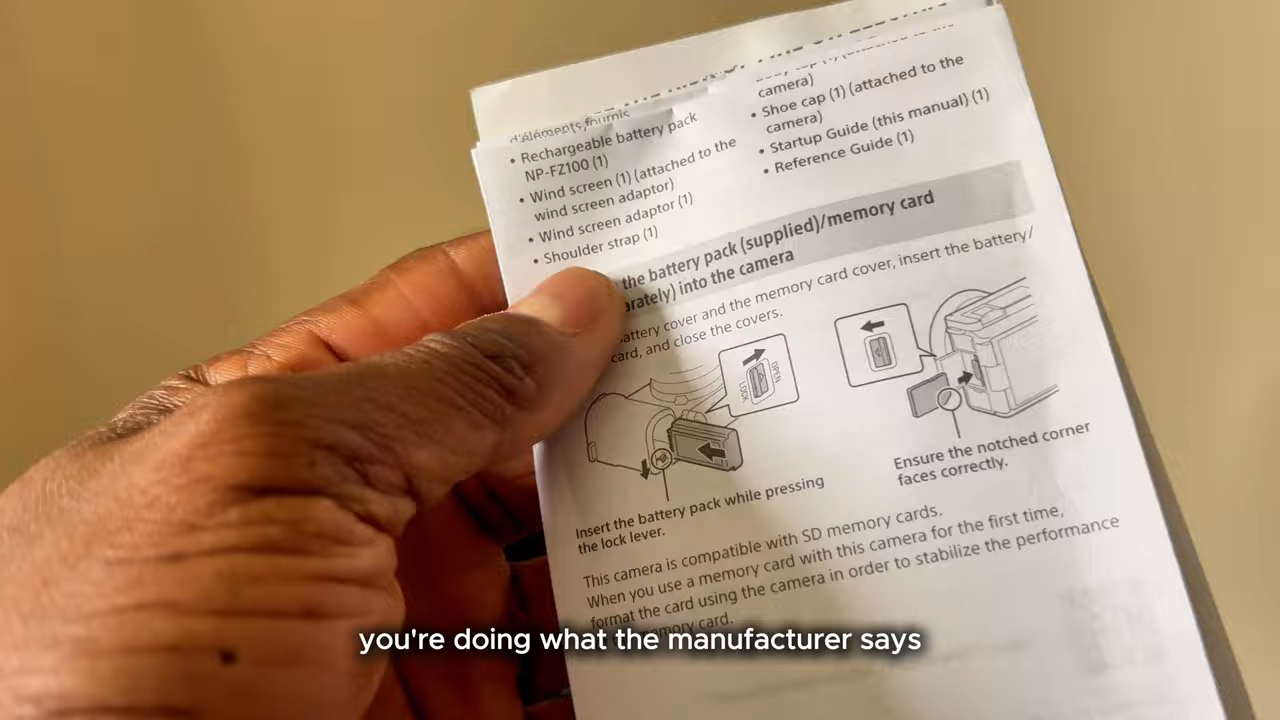 d'éléments fournis
• Rechargeable battery pack
NP-FZ100 (1)
• Wind screen (1) (attached to the
wind screen adaptor)
• Wind screen adaptor (1)
• Shoulder strap (1)
camera)
• Shoe cap (1) (attached to the
camera)
• Startup Guide (this manual) (1)
• Reference Guide (1)
the battery pack (supplied)/memory card
into the camera
battery cover and the memory card cover, insert the battery/
card, and close the covers.
OPEN
LOCK
Insert the battery pack while pressing
the lock lever.
Ensure the notched corner
faces correctly.
This camera is compatible with SD memory cards.
When you use a memory card with this camera for the first time,
format the card using the camera in order to stabilize the performance
card.
you're doing what the manufacturer says